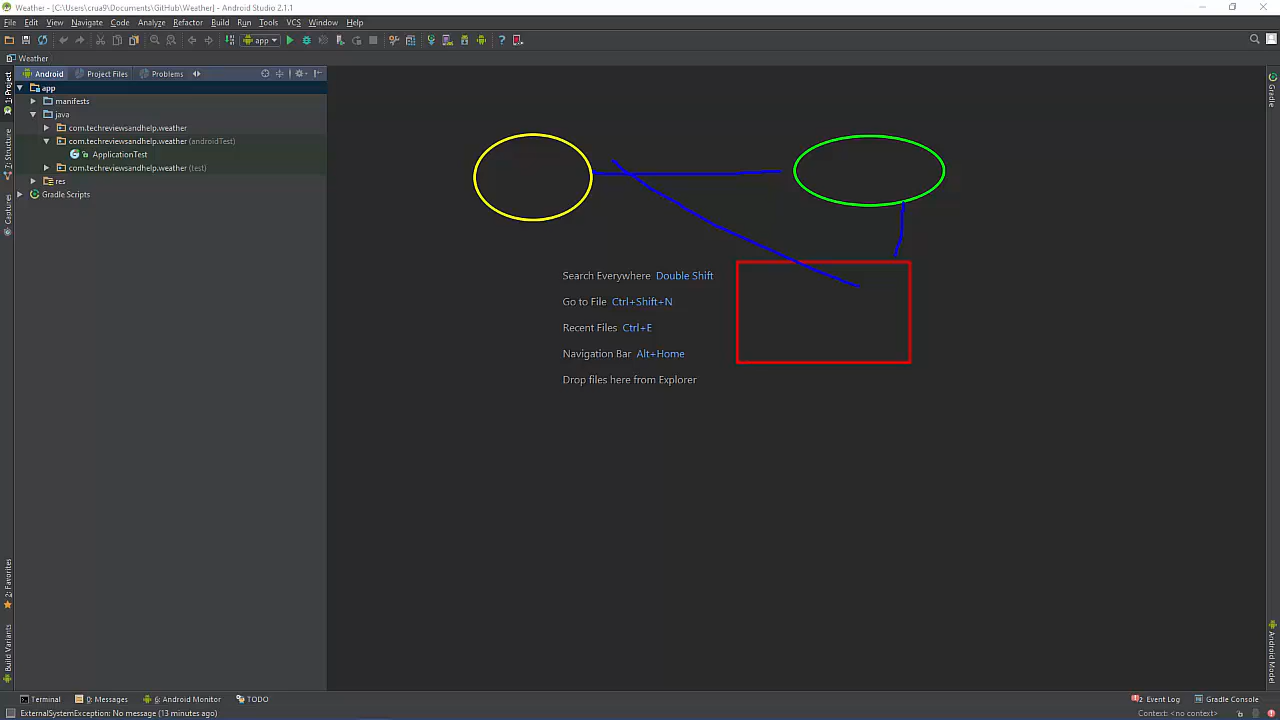 Weather - [C:\Users\crua9\Documents\GitHub\Weather] - Android Studio 2.1.1
File Edit View Navigate Code Analyze Refactor Build Run Tools VCS Window Help
app
Weather
Android Project Files Problems
1: Project
app
manifests
java
com.techreviewsandhelp.weather
com.techreviewsandhelp.weather (androidTest)
ApplicationTest
com.techreviewsandhelp.weather (test)
res
Gradle Scripts
7: Structure
Captures
2: Favorites
Build Variants
Search Everywhere Double Shift
Go to File Ctrl+Shift+N
Recent Files Ctrl+E
Navigation Bar Alt+Home
Drop files here from Explorer
Gradle
Android Model
Terminal 0: Messages 6: Android Monitor TODO
2 Event Log Gradle Console
ExternalSystemException: No message (13 minutes ago)
Context: <no context>